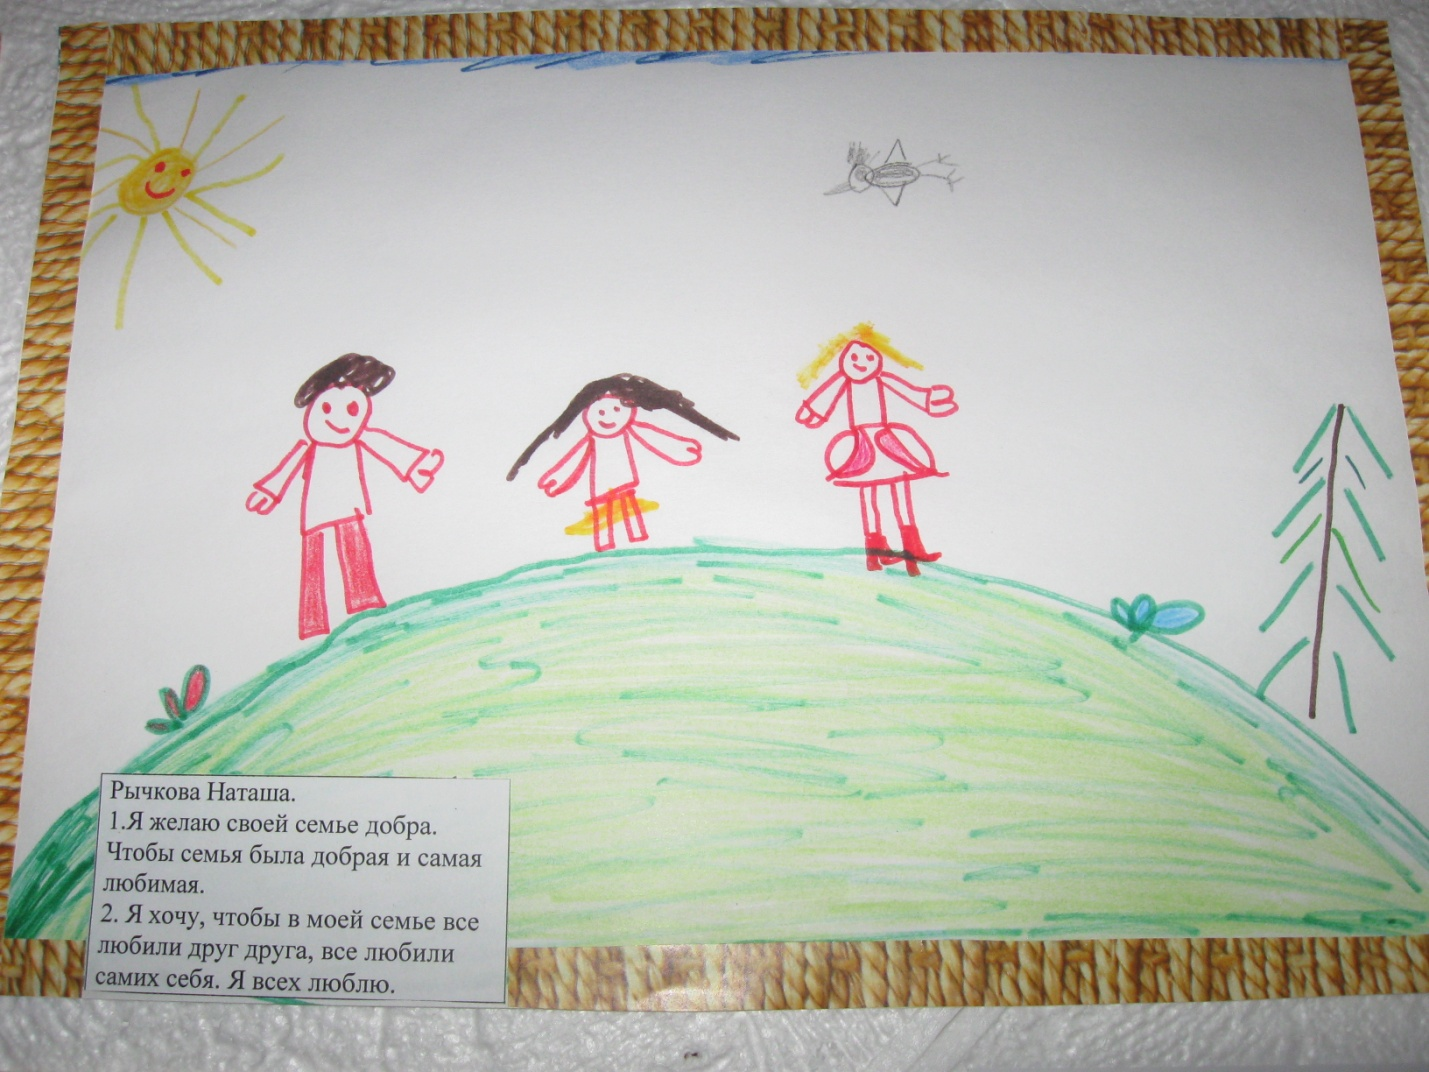 Рычкова Наташа.
1.Я желаю своей семье добра.
Чтобы семья была добрая и самая
любимая.
2. Я хочу, чтобы в моей семье все
любили друг друга, все любили
самих себя. Я всех люблю.